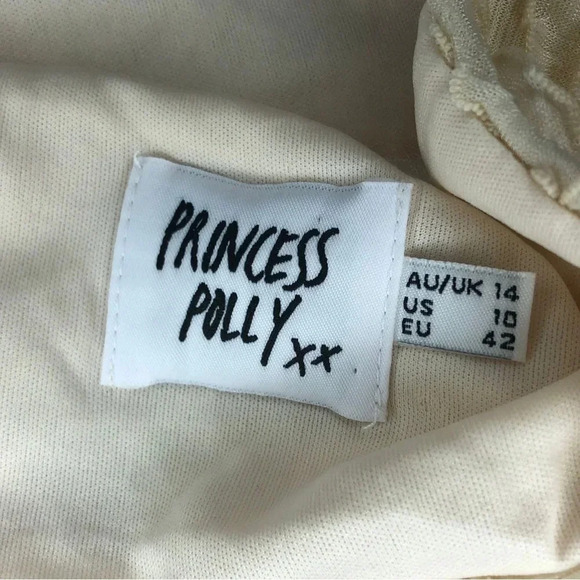 PRINCESS
POLLY xx
AU/UK 14
US 10
EU 42